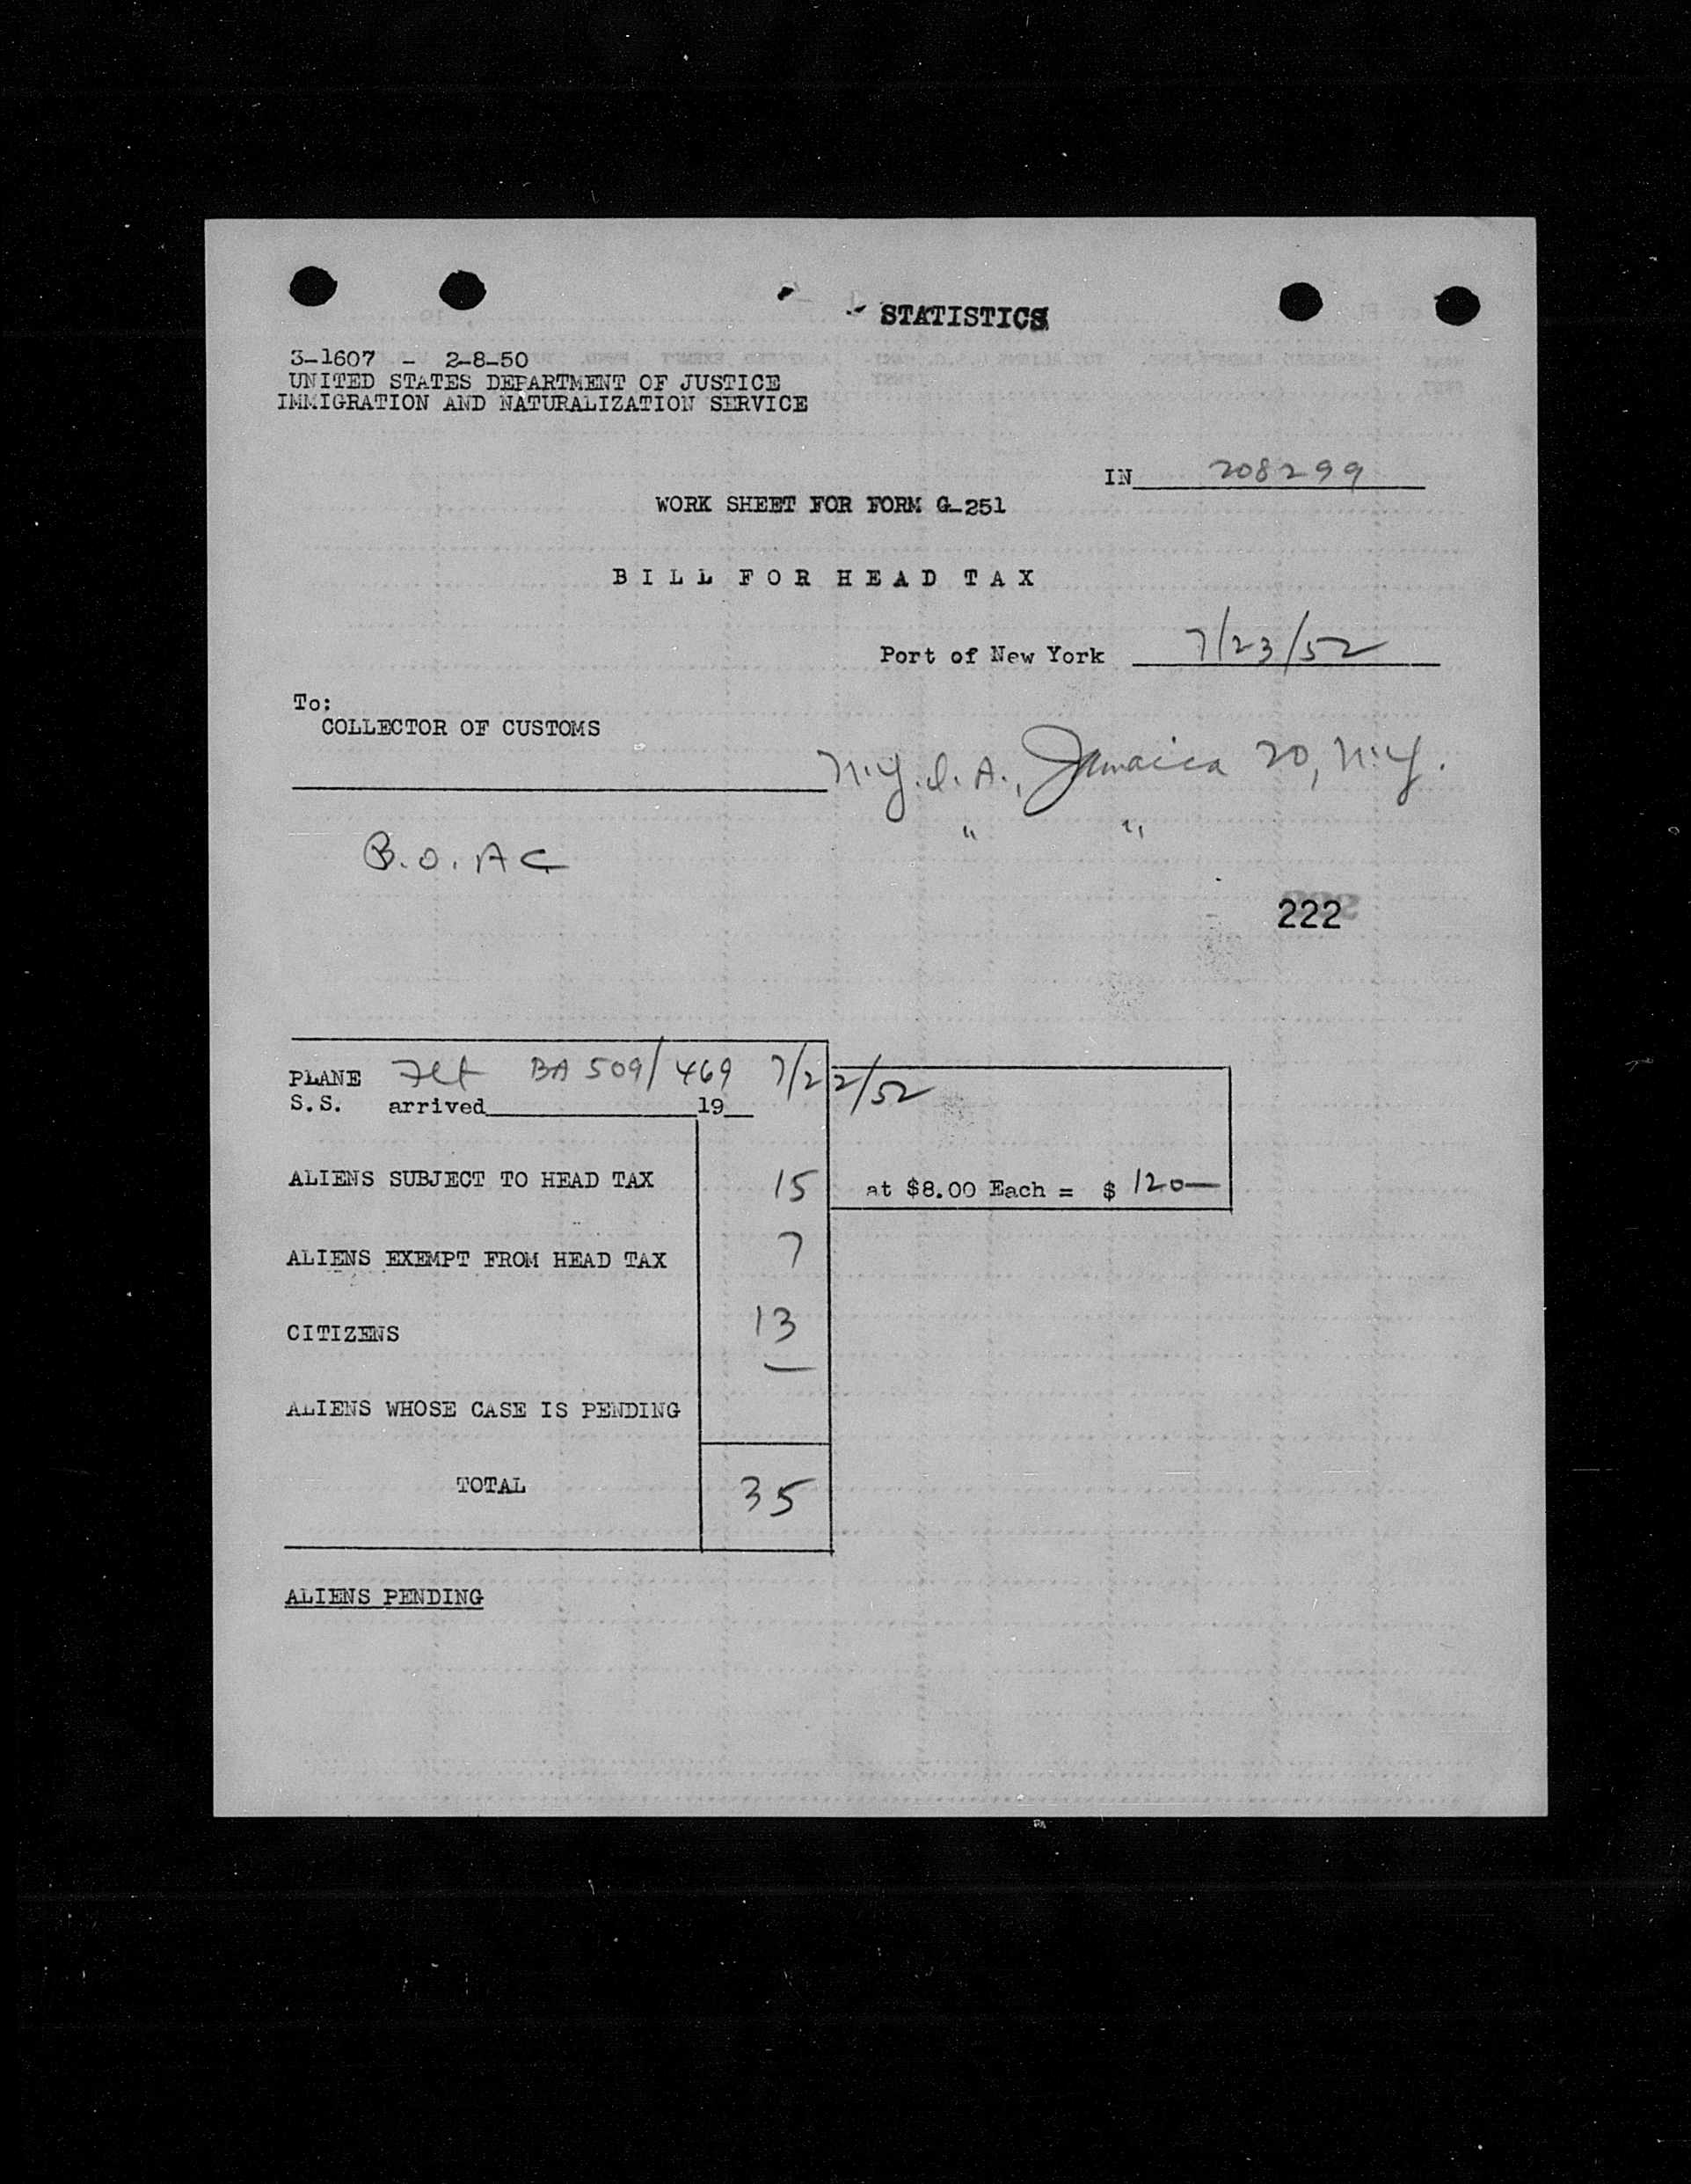 STATISTICS
3-1607 - 2-8-50
UNITED STATES DEPARTMENT OF JUSTICE
IMMIGRATION AND NATURALIZATION SERVICE
IN 208299
WORK SHEET FOR FORM G-251
BILL FOR HEAD TAX
Port of New York 7/23/52
To:
COLLECTOR OF CUSTOMS
N.Y.I.A., Jamaica 20, N.Y.
" "
B.O.AC
222
PLANE Flt BA 509/469 7/22/52
S.S. arrived 19
ALIENS SUBJECT TO HEAD TAX 15 at $8.00 Each = $ 120—
ALIENS EXEMPT FROM HEAD TAX 7
CITIZENS 13
ALIENS WHOSE CASE IS PENDING
TOTAL 35
ALIENS PENDING